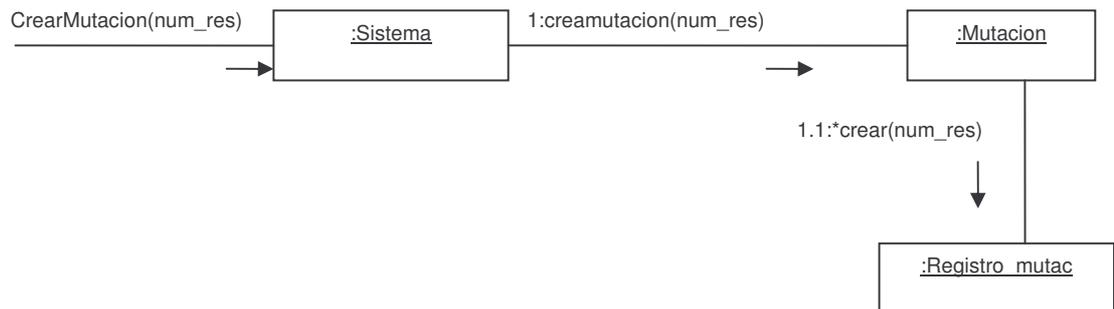 CrearMutacion(num_res)
:Sistema
1:creamutacion(num_res)
:Mutacion
1.1:*crear(num_res)
:Registro_mutac